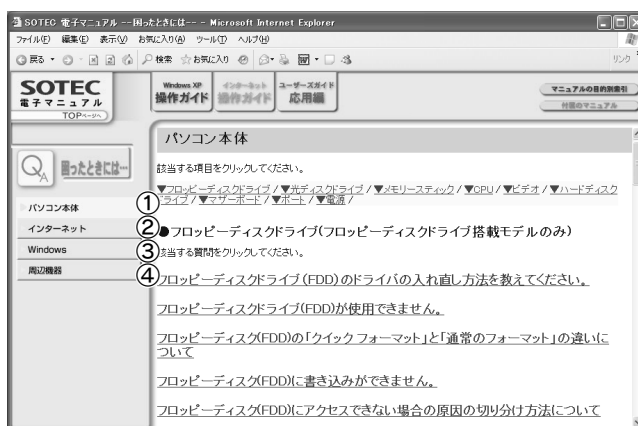 SOTEC 電子マニュアル --困ったときには-- - Microsoft Internet Explorer
ファイル(F) 編集(E) 表示(V) お気に入り(A) ツール(T) ヘルプ(H)
戻る 検索 お気に入り リンク
SOTEC
電子マニュアル
TOPページへ
Windows XP
操作ガイド
インターネット
操作ガイド
ユーザーズガイド
応用編
マニュアルの目的別索引
付属のマニュアル
Q A 困ったときには…
パソコン本体
インターネット
Windows
周辺機器
① 
②
③
④
パソコン本体
該当する項目をクリックしてください。
▼フロッピーディスクドライブ / ▼光ディスクドライブ / ▼メモリースティック / ▼CPU / ▼ビデオ / ▼ハードディスク
ドライブ / ▼マザーボード / ▼ポート / ▼電源 /
●フロッピーディスクドライブ(フロッピーディスクドライブ搭載モデルのみ)
該当する質問をクリックしてください。
フロッピーディスクドライブ(FDD)のドライバの入れ直し方法を教えてください。
フロッピーディスクドライブ(FDD)が使用できません。
フロッピーディスク(FDD)の「クイックフォーマット」と「通常のフォーマット」の違いに
ついて
フロッピーディスク(FDD)に書き込みができません。
フロッピーディスク(FDD)にアクセスできない場合の原因の切り分け方法について